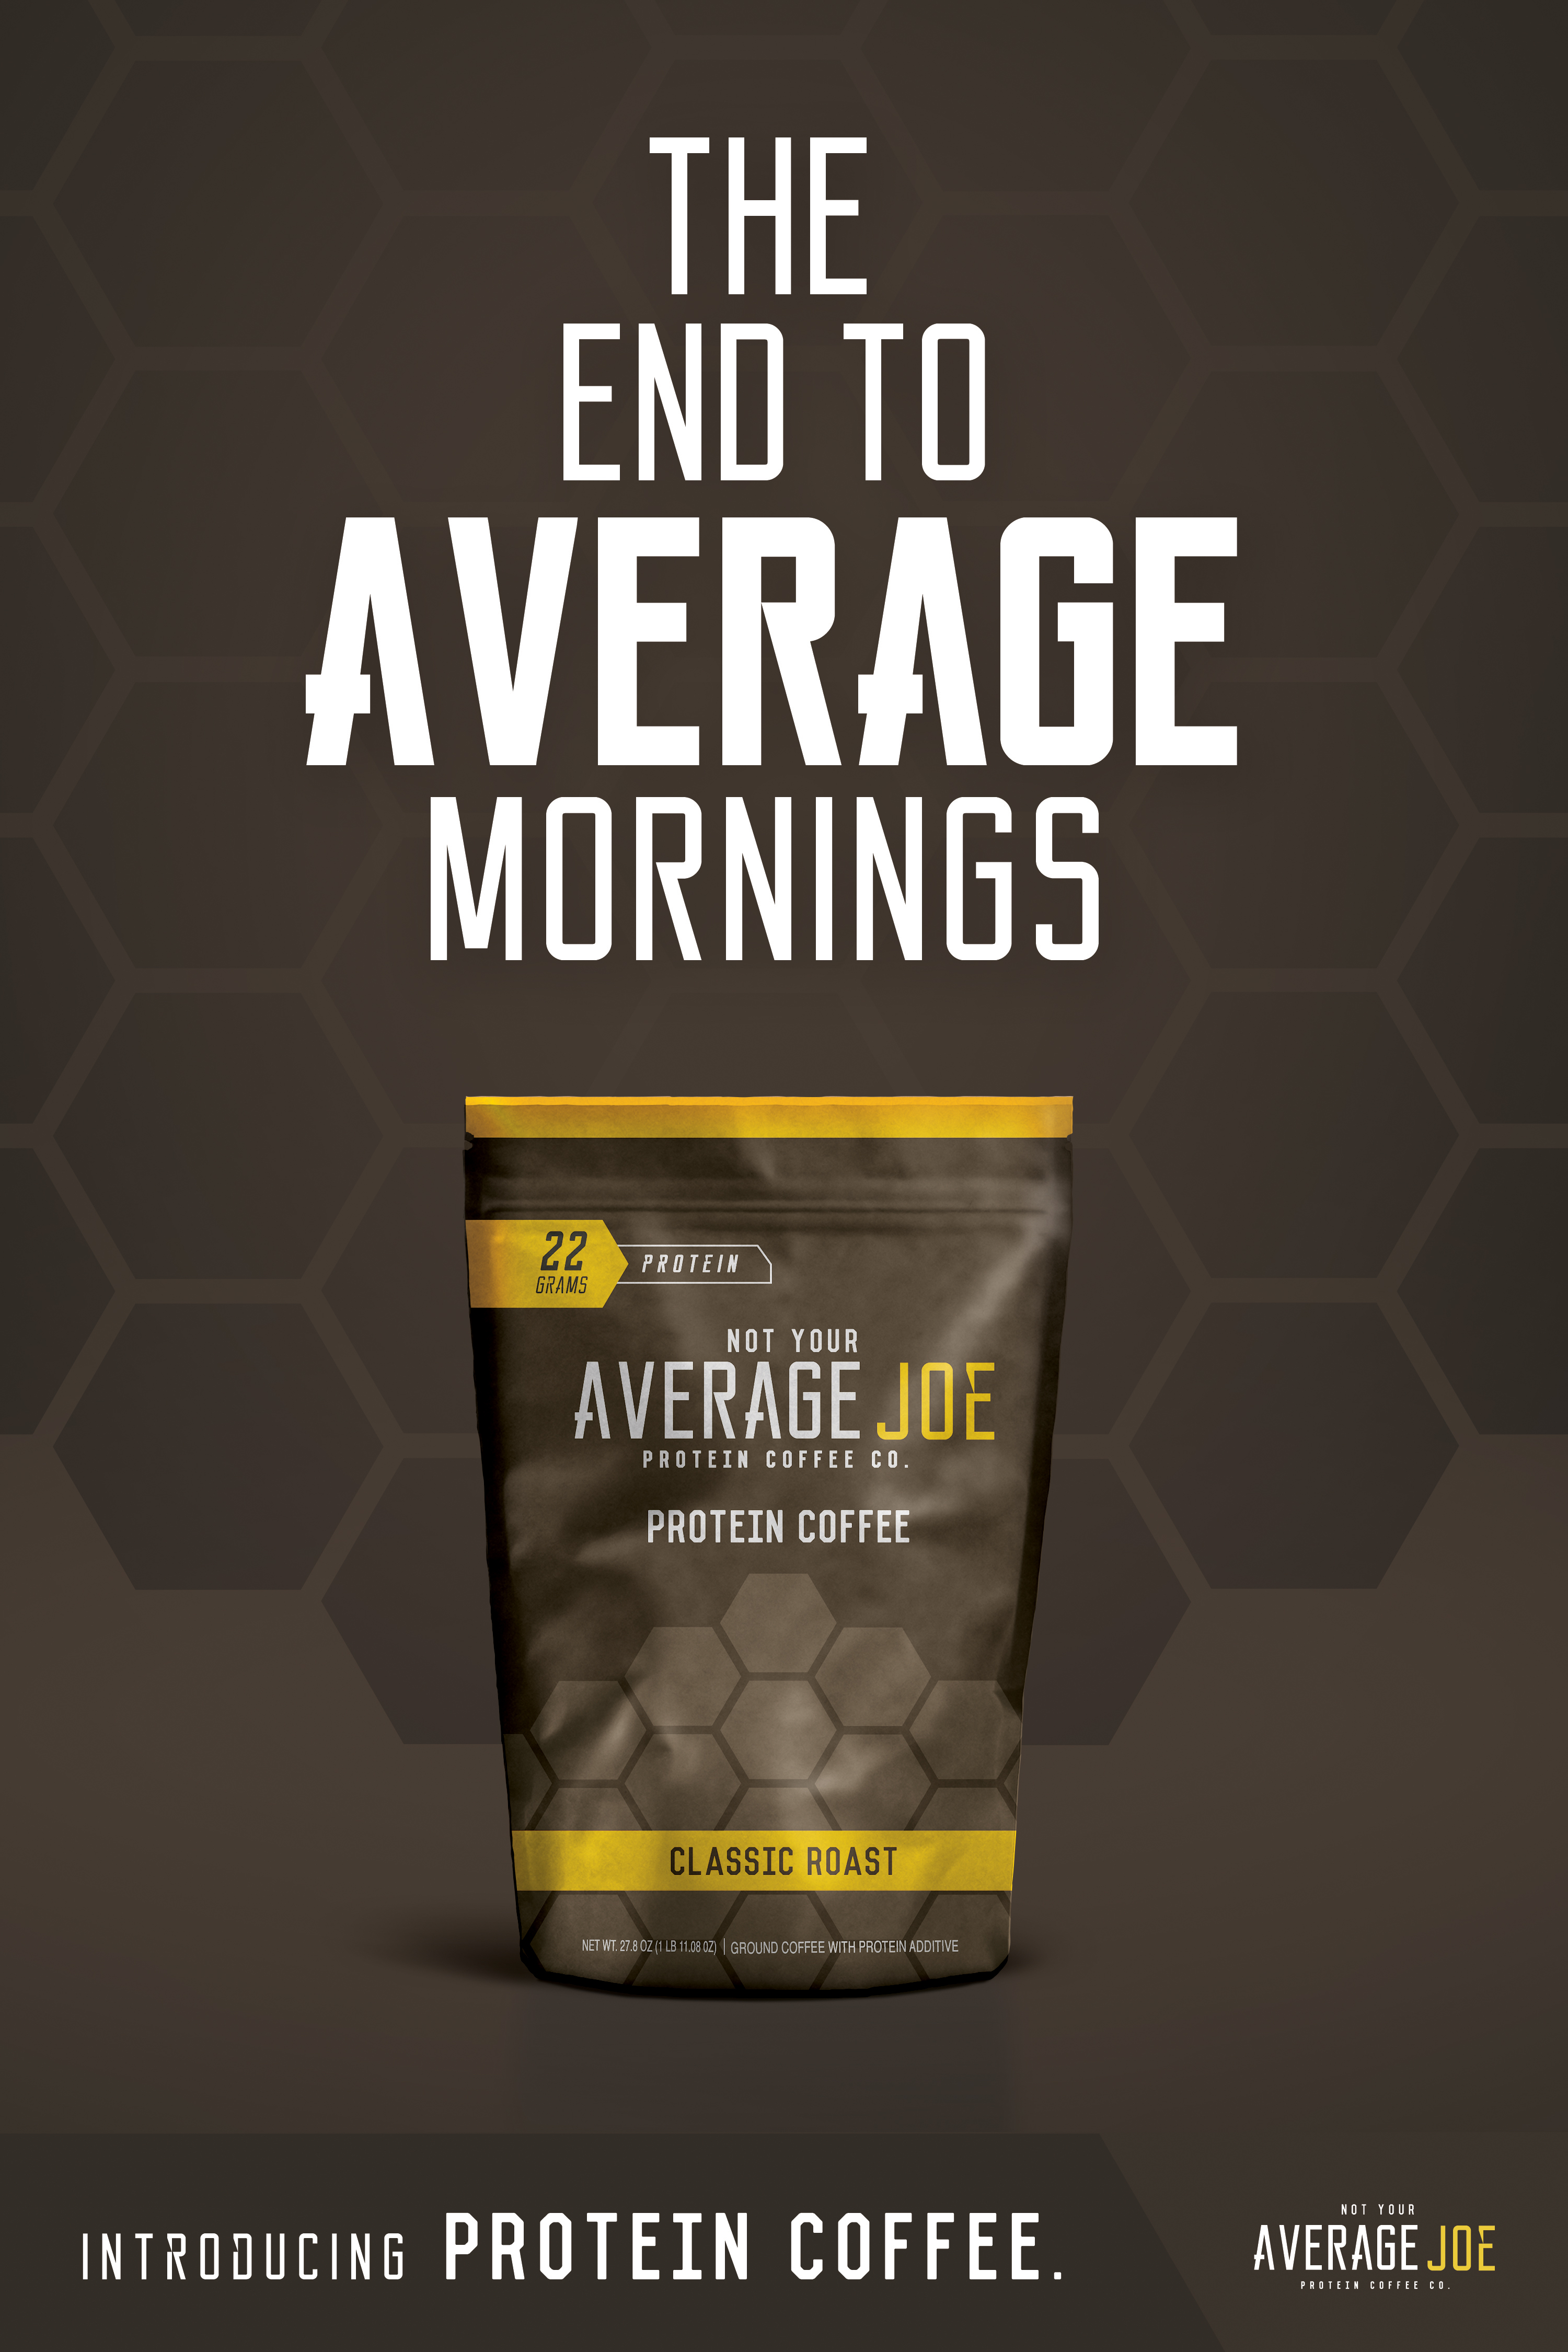 THE
END TO
AVERAGE
MORNINGS
22
GRAMS
PROTEIN
NOT YOUR
AVERAGE JOE
PROTEIN COFFEE CO.
PROTEIN COFFEE
CLASSIC ROAST
NET WT. 27.8 OZ (1 LB 11.08 OZ) | GROUND COFFEE WITH PROTEIN ADDITIVE
INTRODUCING PROTEIN COFFEE.
NOT YOUR
AVERAGE JOE
PROTEIN COFFEE CO.